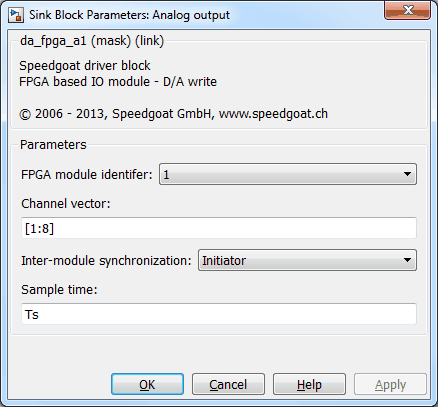 Sink Block Parameters: Analog output
da_fpga_a1 (mask) (link)
Speedgoat driver block
FPGA based IO module - D/A write
© 2006 - 2013, Speedgoat GmbH, www.speedgoat.ch
Parameters
FPGA module identifer: 1
Channel vector:
[1:8]
Inter-module synchronization: Initiator
Sample time:
Ts
OK Cancel Help Apply